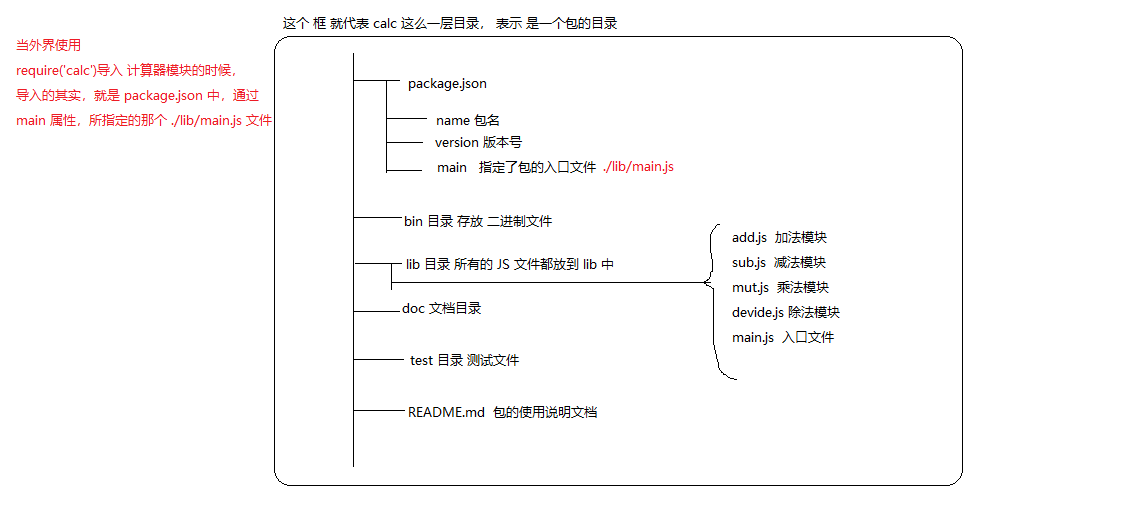 这个 框 就代表 calc 这么一层目录， 表示 是一个包的目录
当外界使用
require('calc')导入 计算器模块的时候，
导入的其实，就是 package.json 中，通过
main 属性，所指定的那个 ./lib/main.js 文件
package.json
name 包名
version 版本号
main 指定了包的入口文件 ./lib/main.js
bin 目录 存放 二进制文件
lib 目录 所有的 JS 文件都放到 lib 中
add.js 加法模块
sub.js 减法模块
mut.js 乘法模块
devide.js 除法模块
main.js 入口文件
doc 文档目录
test 目录 测试文件
README.md 包的使用说明文档